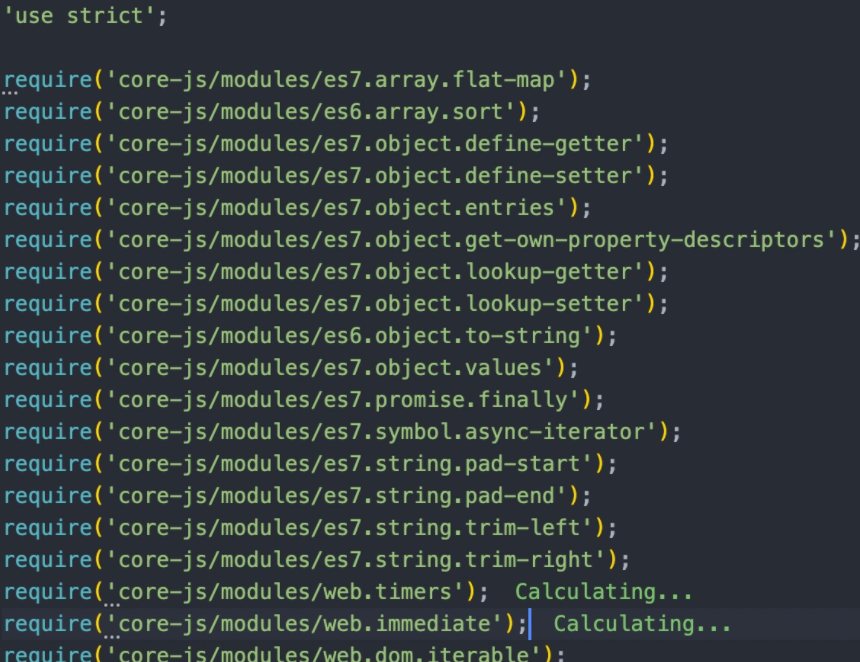 'use strict';
require('core-js/modules/es7.array.flat-map');
require('core-js/modules/es6.array.sort');
require('core-js/modules/es7.object.define-getter');
require('core-js/modules/es7.object.define-setter');
require('core-js/modules/es7.object.entries');
require('core-js/modules/es7.object.get-own-property-descriptors');
require('core-js/modules/es7.object.lookup-getter');
require('core-js/modules/es7.object.lookup-setter');
require('core-js/modules/es6.object.to-string');
require('core-js/modules/es7.object.values');
require('core-js/modules/es7.promise.finally');
require('core-js/modules/es7.symbol.async-iterator');
require('core-js/modules/es7.string.pad-start');
require('core-js/modules/es7.string.pad-end');
require('core-js/modules/es7.string.trim-left');
require('core-js/modules/es7.string.trim-right');
require('core-js/modules/web.timers'); Calculating...
require('core-js/modules/web.immediate'); Calculating...
require('core-js/modules/web.dom.iterable');